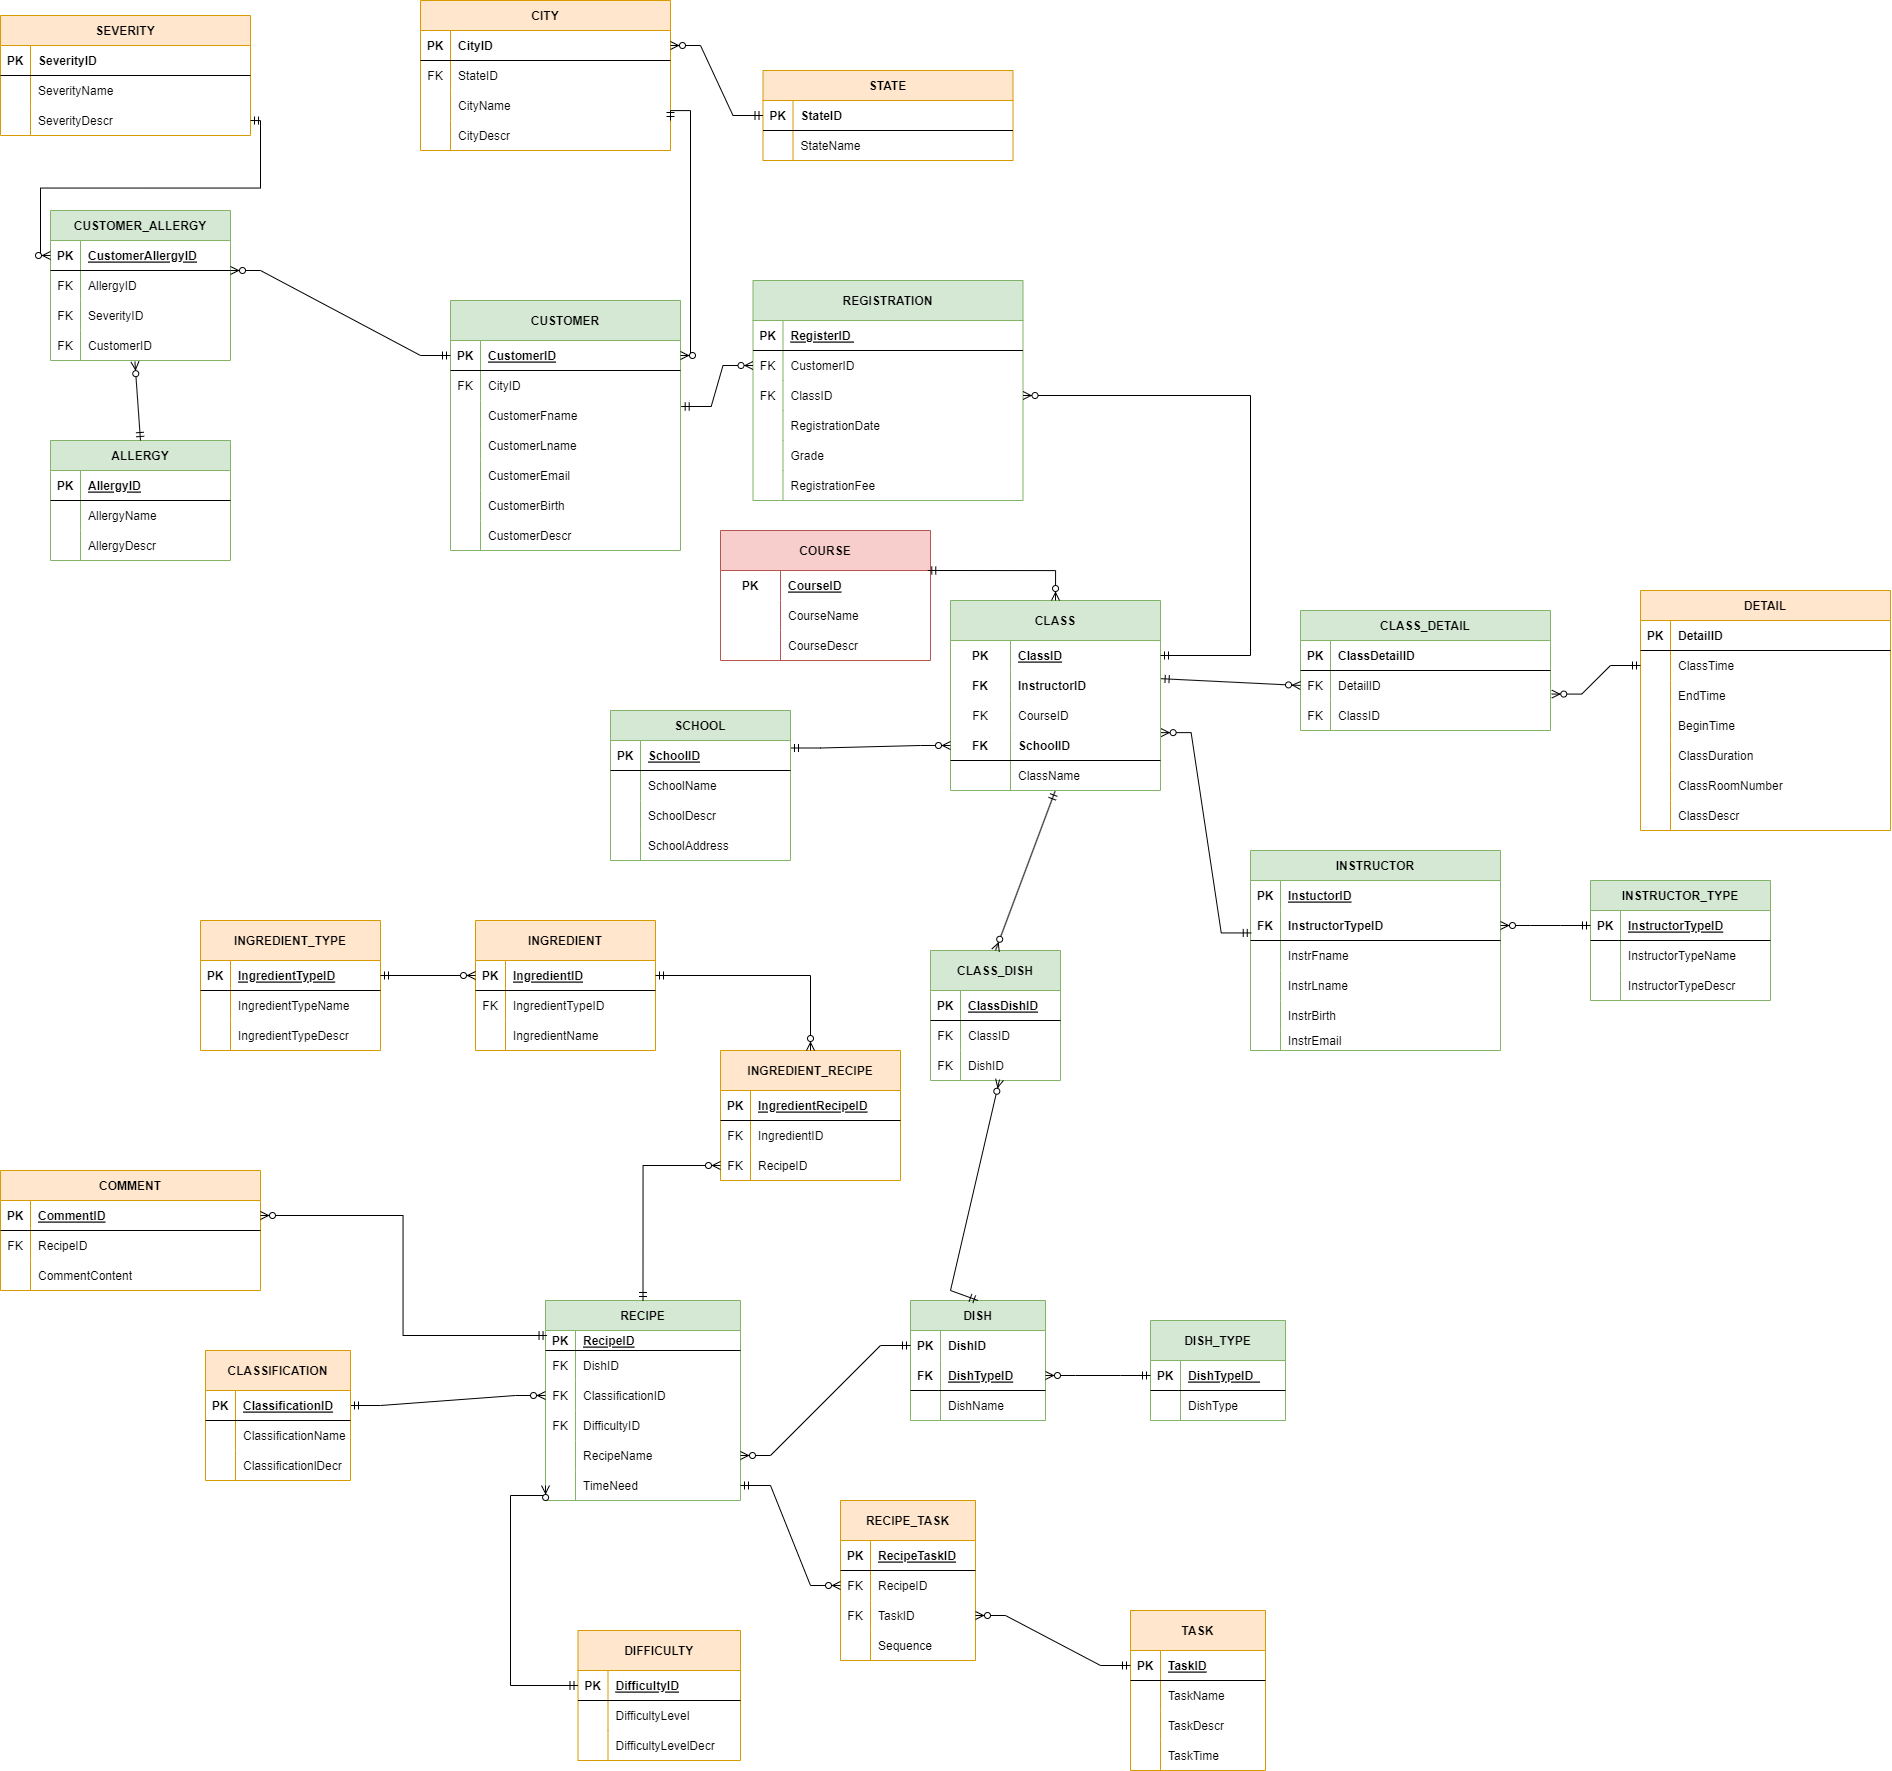 SEVERITY
PK SeverityID
SeverityName
SeverityDescr
CITY
PK CityID
FK StateID
CityName
CityDescr
STATE
PK StateID
StateName
CUSTOMER_ALLERGY
PK CustomerAllergyID
FK AllergyID
FK SeverityID
FK CustomerID
CUSTOMER
PK CustomerID
FK CityID
CustomerFname
CustomerLname
CustomerEmail
CustomerBirth
CustomerDescr
REGISTRATION
PK RegisterID
FK CustomerID
FK ClassID
RegistrationDate
Grade
RegistrationFee
ALLERGY
PK AllergyID
AllergyName
AllergyDescr
COURSE
PK CourseID
CourseName
CourseDescr
CLASS
PK ClassID
FK InstructorID
FK CourseID
FK SchoolID
ClassName
CLASS_DETAIL
PK ClassDetailID
FK DetailID
FK ClassID
DETAIL
PK DetailID
ClassTime
EndTime
BeginTime
ClassDuration
ClassRoomNumber
ClassDescr
SCHOOL
PK SchoolID
SchoolName
SchoolDescr
SchoolAddress
INSTRUCTOR
PK InstuctorID
FK InstructorTypeID
InstrFname
InstrLname
InstrBirth
InstrEmail
INSTRUCTOR_TYPE
PK InstructorTypeID
InstructorTypeName
InstructorTypeDescr
INGREDIENT_TYPE
PK IngredientTypeID
IngredientTypeName
IngredientTypeDescr
INGREDIENT
PK IngredientID
FK IngredientTypeID
IngredientName
CLASS_DISH
PK ClassDishID
FK ClassID
FK DishID
INGREDIENT_RECIPE
PK IngredientRecipeID
FK IngredientID
FK RecipeID
COMMENT
PK CommentID
FK RecipeID
CommentContent
RECIPE
PK RecipeID
FK DishID
FK ClassificationID
FK DifficultyID
RecipeName
TimeNeed
DISH
PK DishID
FK DishTypeID
DishName
DISH_TYPE
PK DishTypeID
DishType
CLASSIFICATION
PK ClassificationID
ClassificationName
ClassificationIDecr
RECIPE_TASK
PK RecipeTaskID
FK RecipeID
FK TaskID
Sequence
DIFFICULTY
PK DifficultyID
DifficultyLevel
DifficultyLevelDecr
TASK
PK TaskID
TaskName
TaskDescr
TaskTime